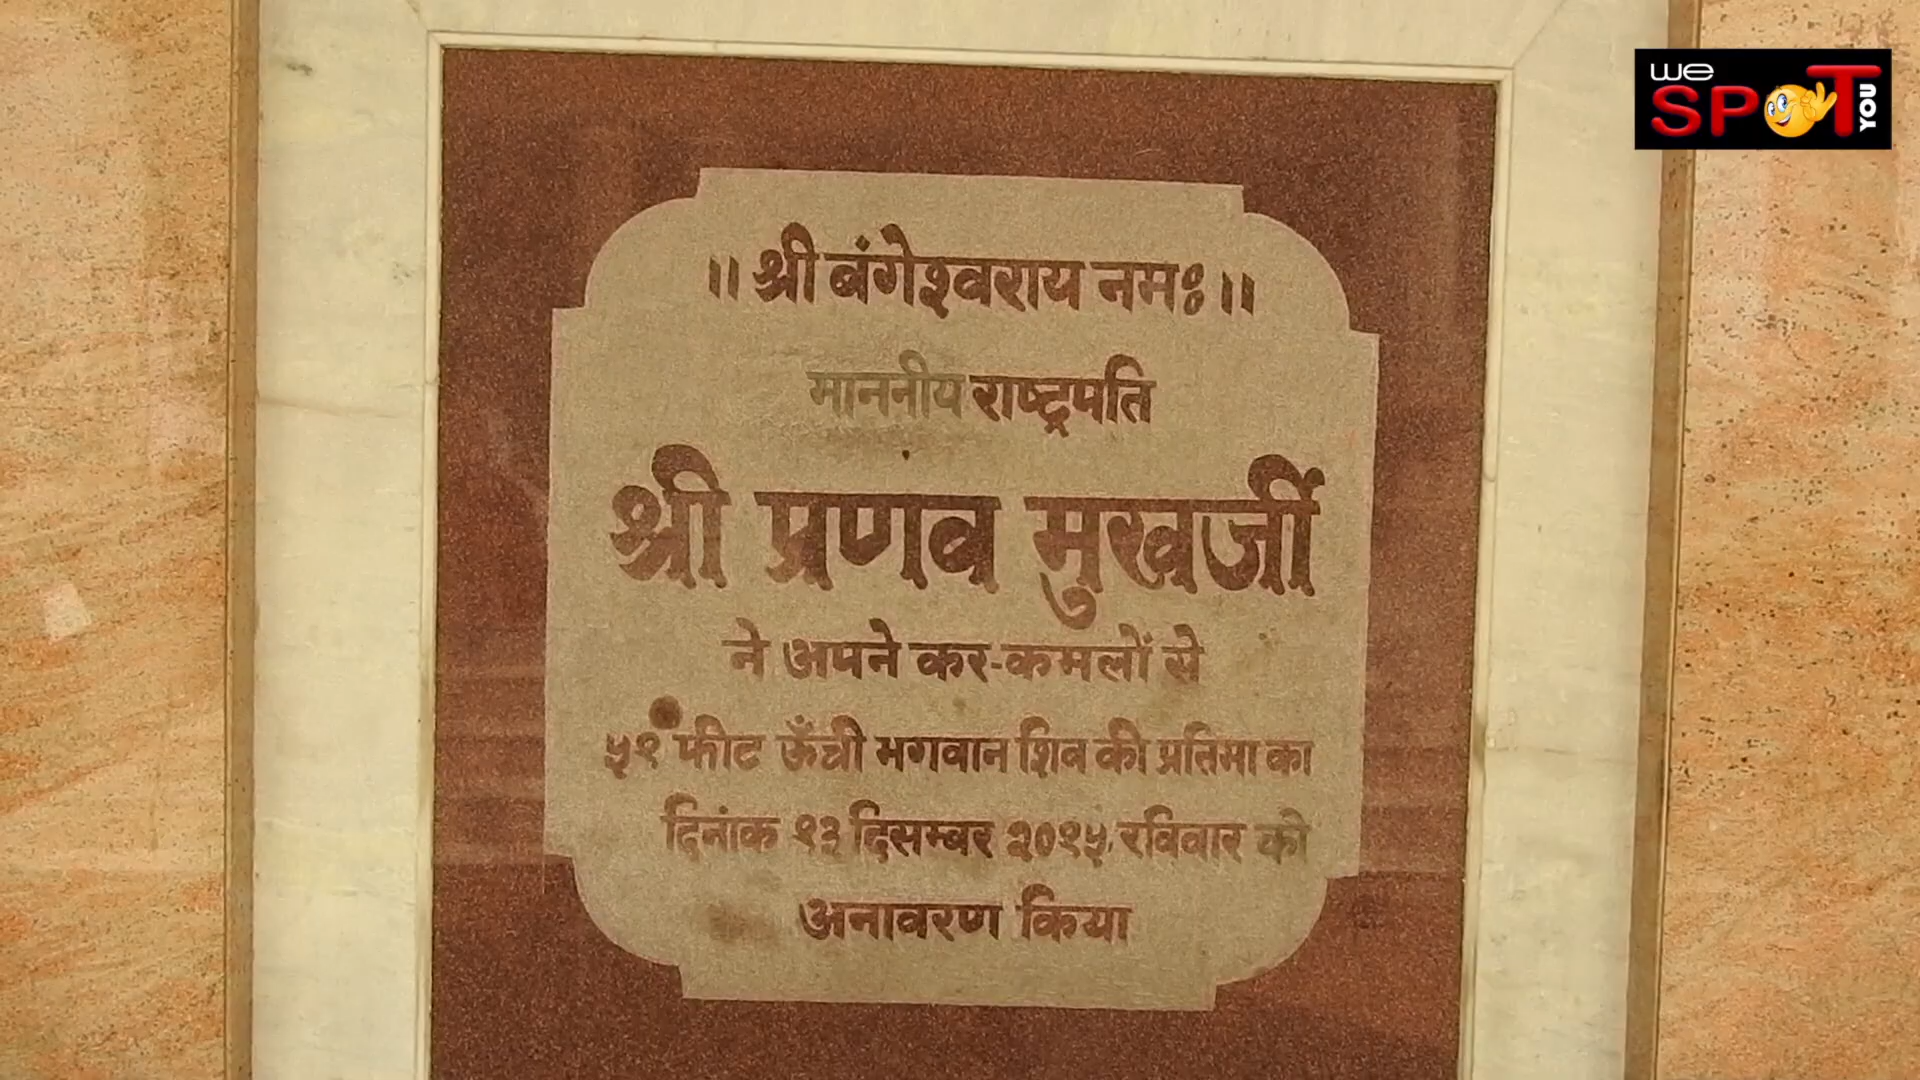 ।। श्री बंगेश्वराय नमः ।।
माननीय राष्ट्रपति
श्री प्रणव मुखर्जी
ने अपने कर-कमलों से
५१ फीट ऊँची भगवान शिव की प्रतिमा का
दिनांक १३ दिसम्बर २०१५, रविवार को
अनावरण किया
we
SPOT
YOU